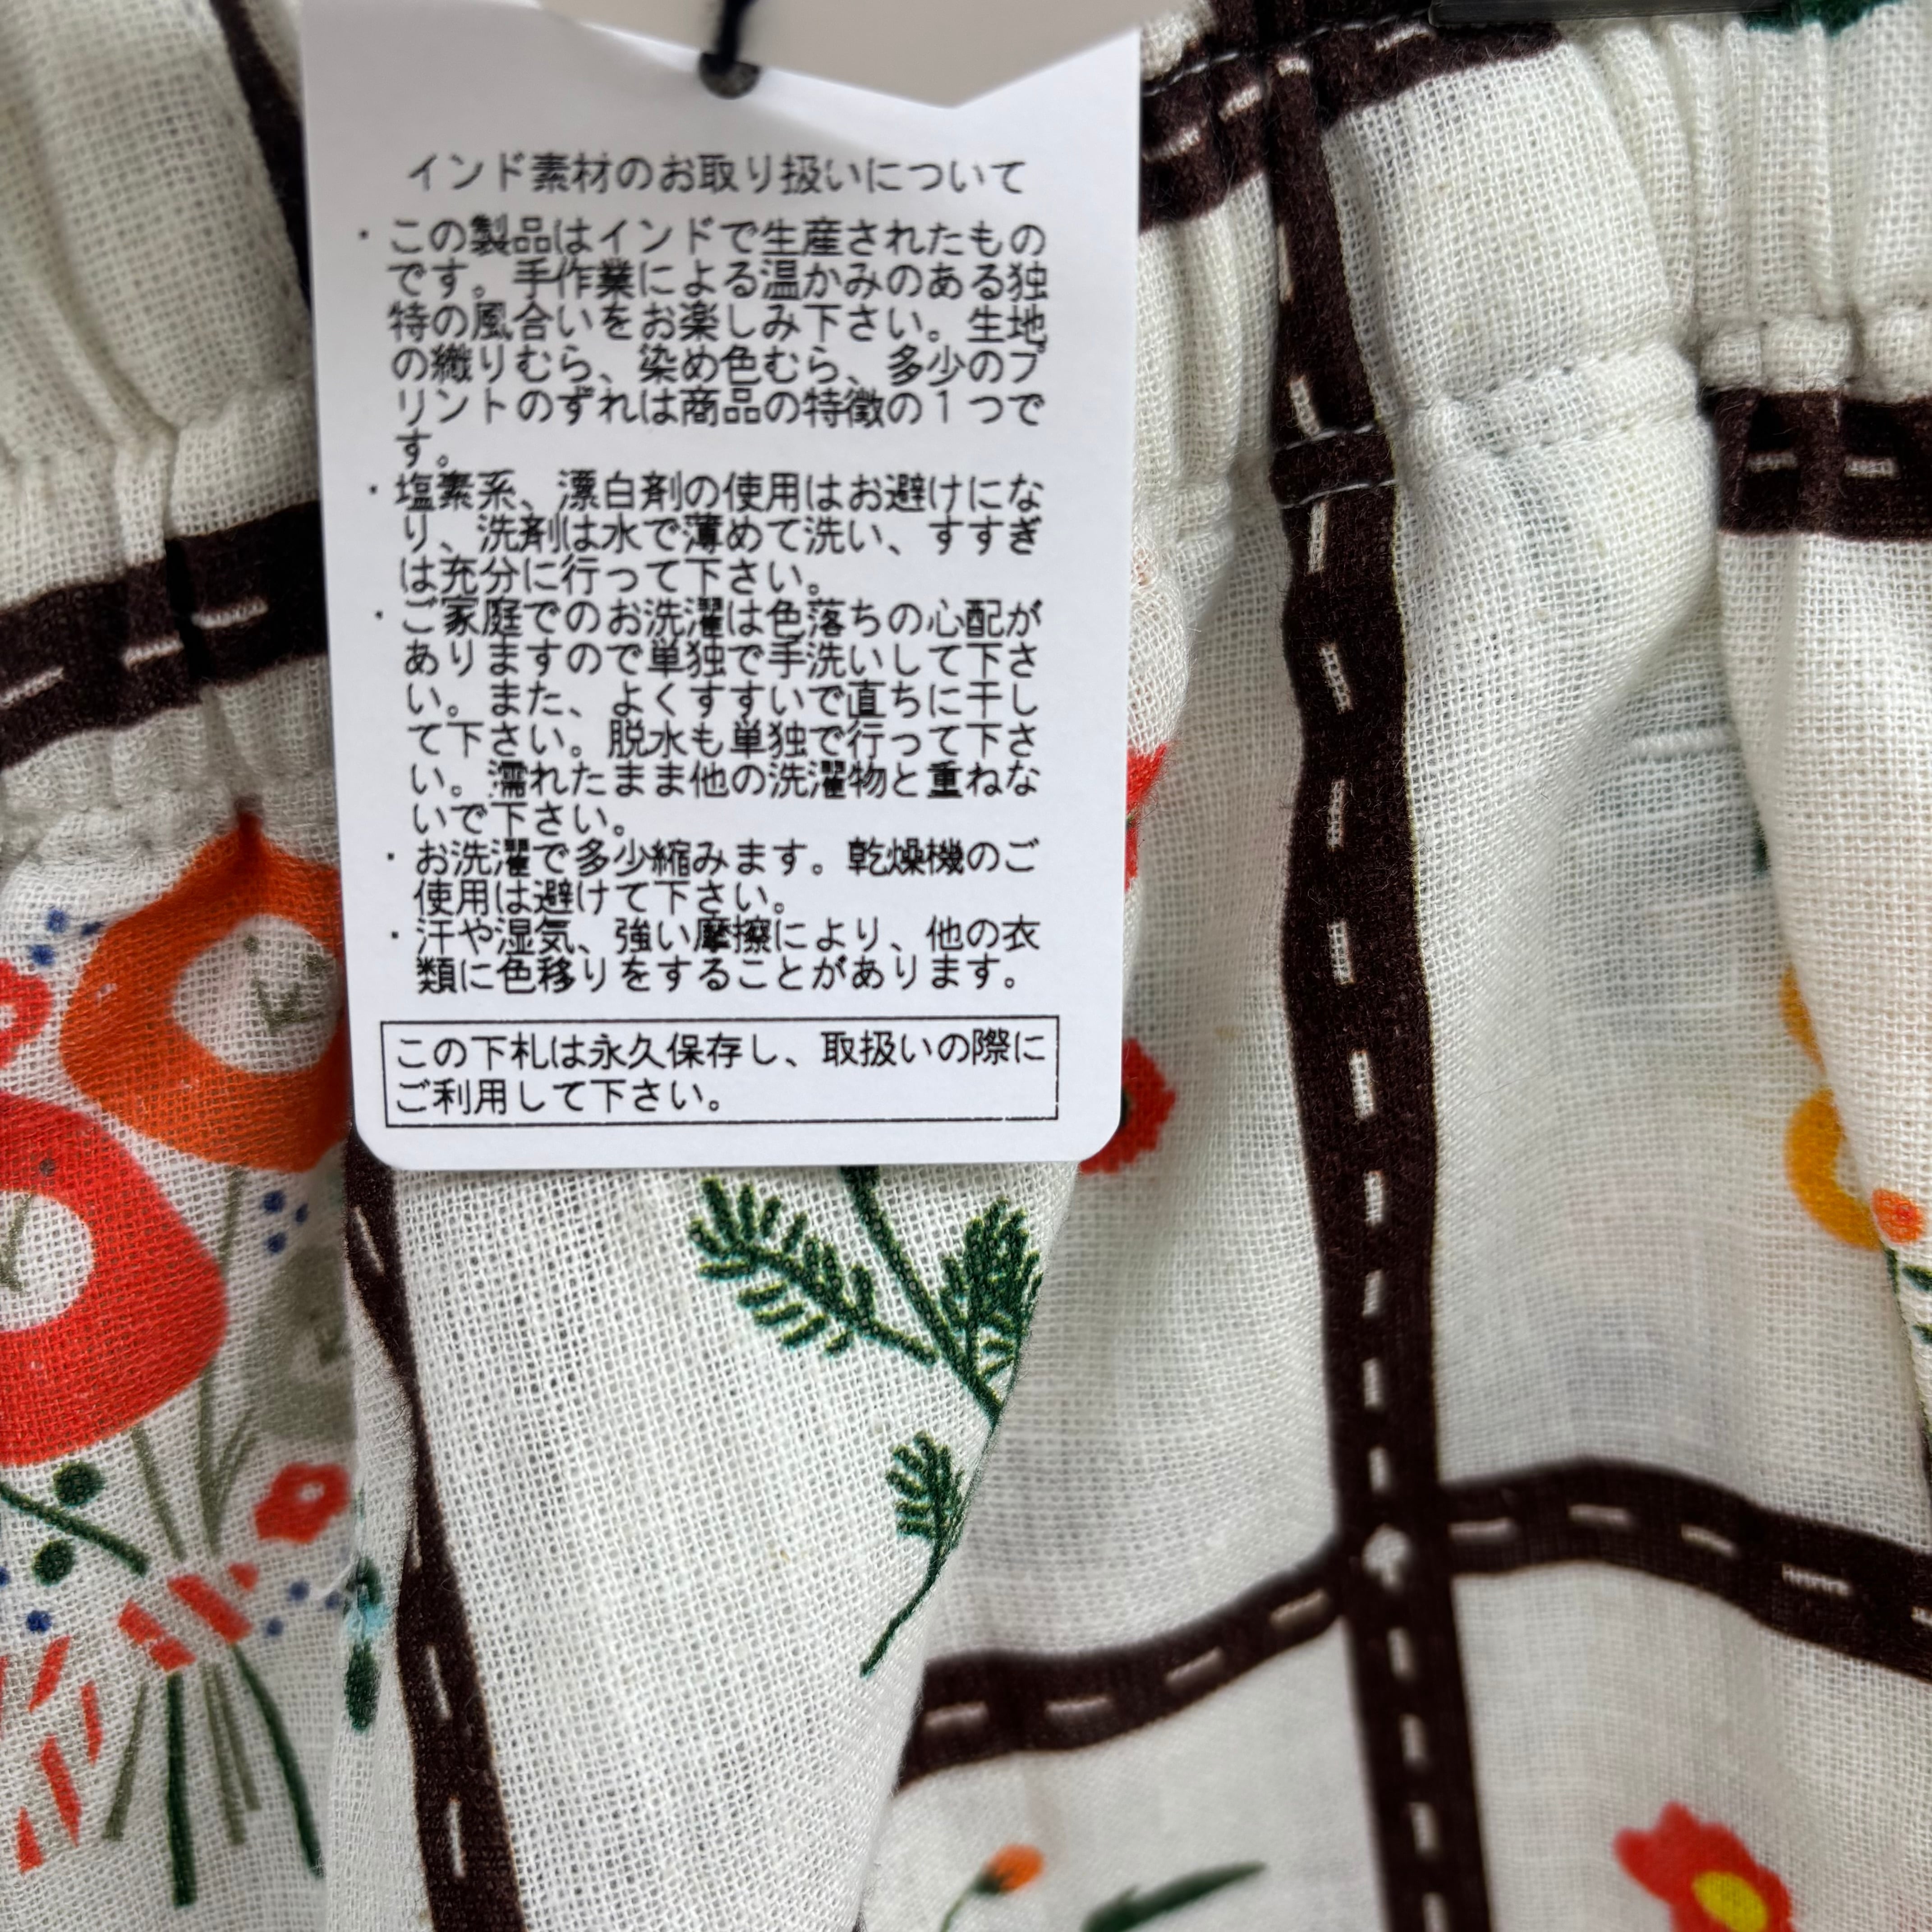 インド素材のお取り扱いについて
・この製品はインドで生産されたもの
です。手作業による温かみのある独
特の風合いをお楽しみ下さい。生地
の織りむら、染め色むら、多少のプ
リントのずれは商品の特徴の1つで
す。
・塩素系、漂白剤の使用はお避けにな
り、洗剤は水で薄めて洗い、すすぎ
は充分に行って下さい。
・ご家庭でのお洗濯は色落ちの心配が
ありますので単独で手洗いして下さ
い。また、よくすすいで直ちに干し
て下さい。脱水も単独で行って下さ
い。濡れたまま他の洗濯物と重ねな
いで下さい。
・お洗濯で多少縮みます。乾燥機のご
使用は避けて下さい。
・汗や湿気、強い摩擦により、他の衣
類に色移りをすることがあります。
この下札は永久保存し、取扱いの際に
ご利用して下さい。